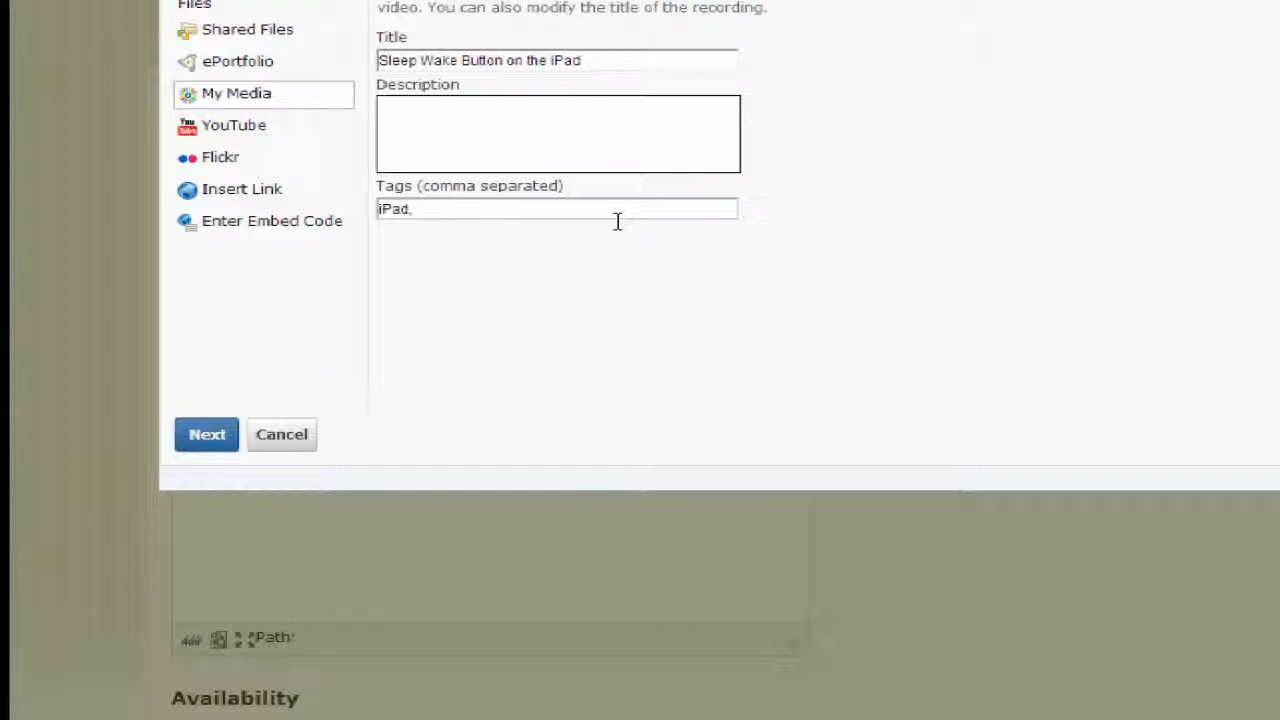 Files
video. You can also modify the title of the recording.
Shared Files
ePortfolio
My Media
You Tube
YouTube
Flickr
Insert Link
Enter Embed Code
Title
Sleep Wake Button on the iPad
Description
Tags (comma separated)
iPad,
Next
Cancel
Path:
Availability